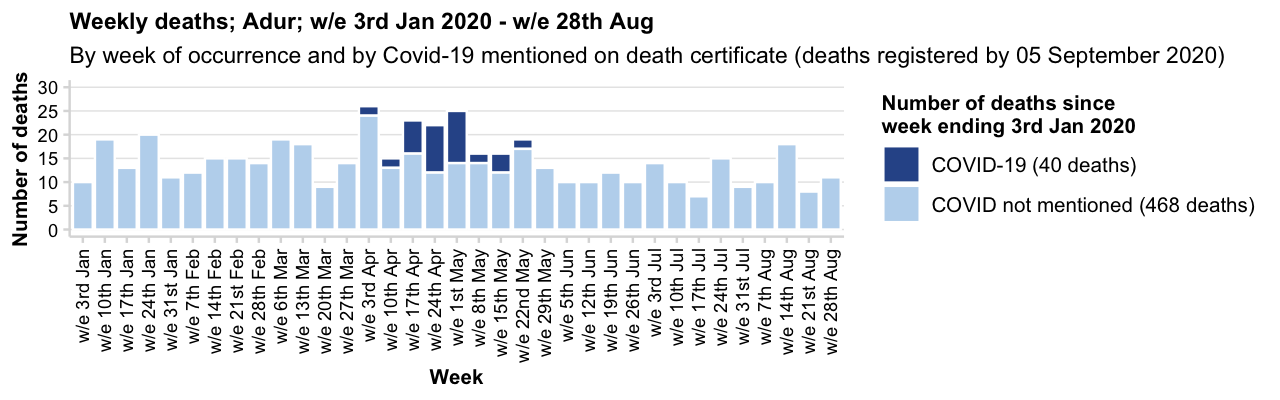 Weekly deaths; Adur; w/e 3rd Jan 2020 - w/e 28th Aug
By week of occurrence and by Covid-19 mentioned on death certificate (deaths registered by 05 September 2020)
Number of deaths
30
25
20
15
10
5
0
w/e 3rd Jan
w/e 10th Jan
w/e 17th Jan
w/e 24th Jan
w/e 31st Jan
w/e 7th Feb
w/e 14th Feb
w/e 21st Feb
w/e 28th Feb
w/e 6th Mar
w/e 13th Mar
w/e 20th Mar
w/e 27th Mar
w/e 3rd Apr
w/e 10th Apr
w/e 17th Apr
w/e 24th Apr
w/e 1st May
w/e 8th May
w/e 15th May
w/e 22nd May
w/e 29th May
w/e 5th Jun
w/e 12th Jun
w/e 19th Jun
w/e 26th Jun
w/e 3rd Jul
w/e 10th Jul
w/e 17th Jul
w/e 24th Jul
w/e 31st Jul
w/e 7th Aug
w/e 14th Aug
w/e 21st Aug
w/e 28th Aug
Week
Number of deaths since
week ending 3rd Jan 2020
COVID-19 (40 deaths)
COVID not mentioned (468 deaths)